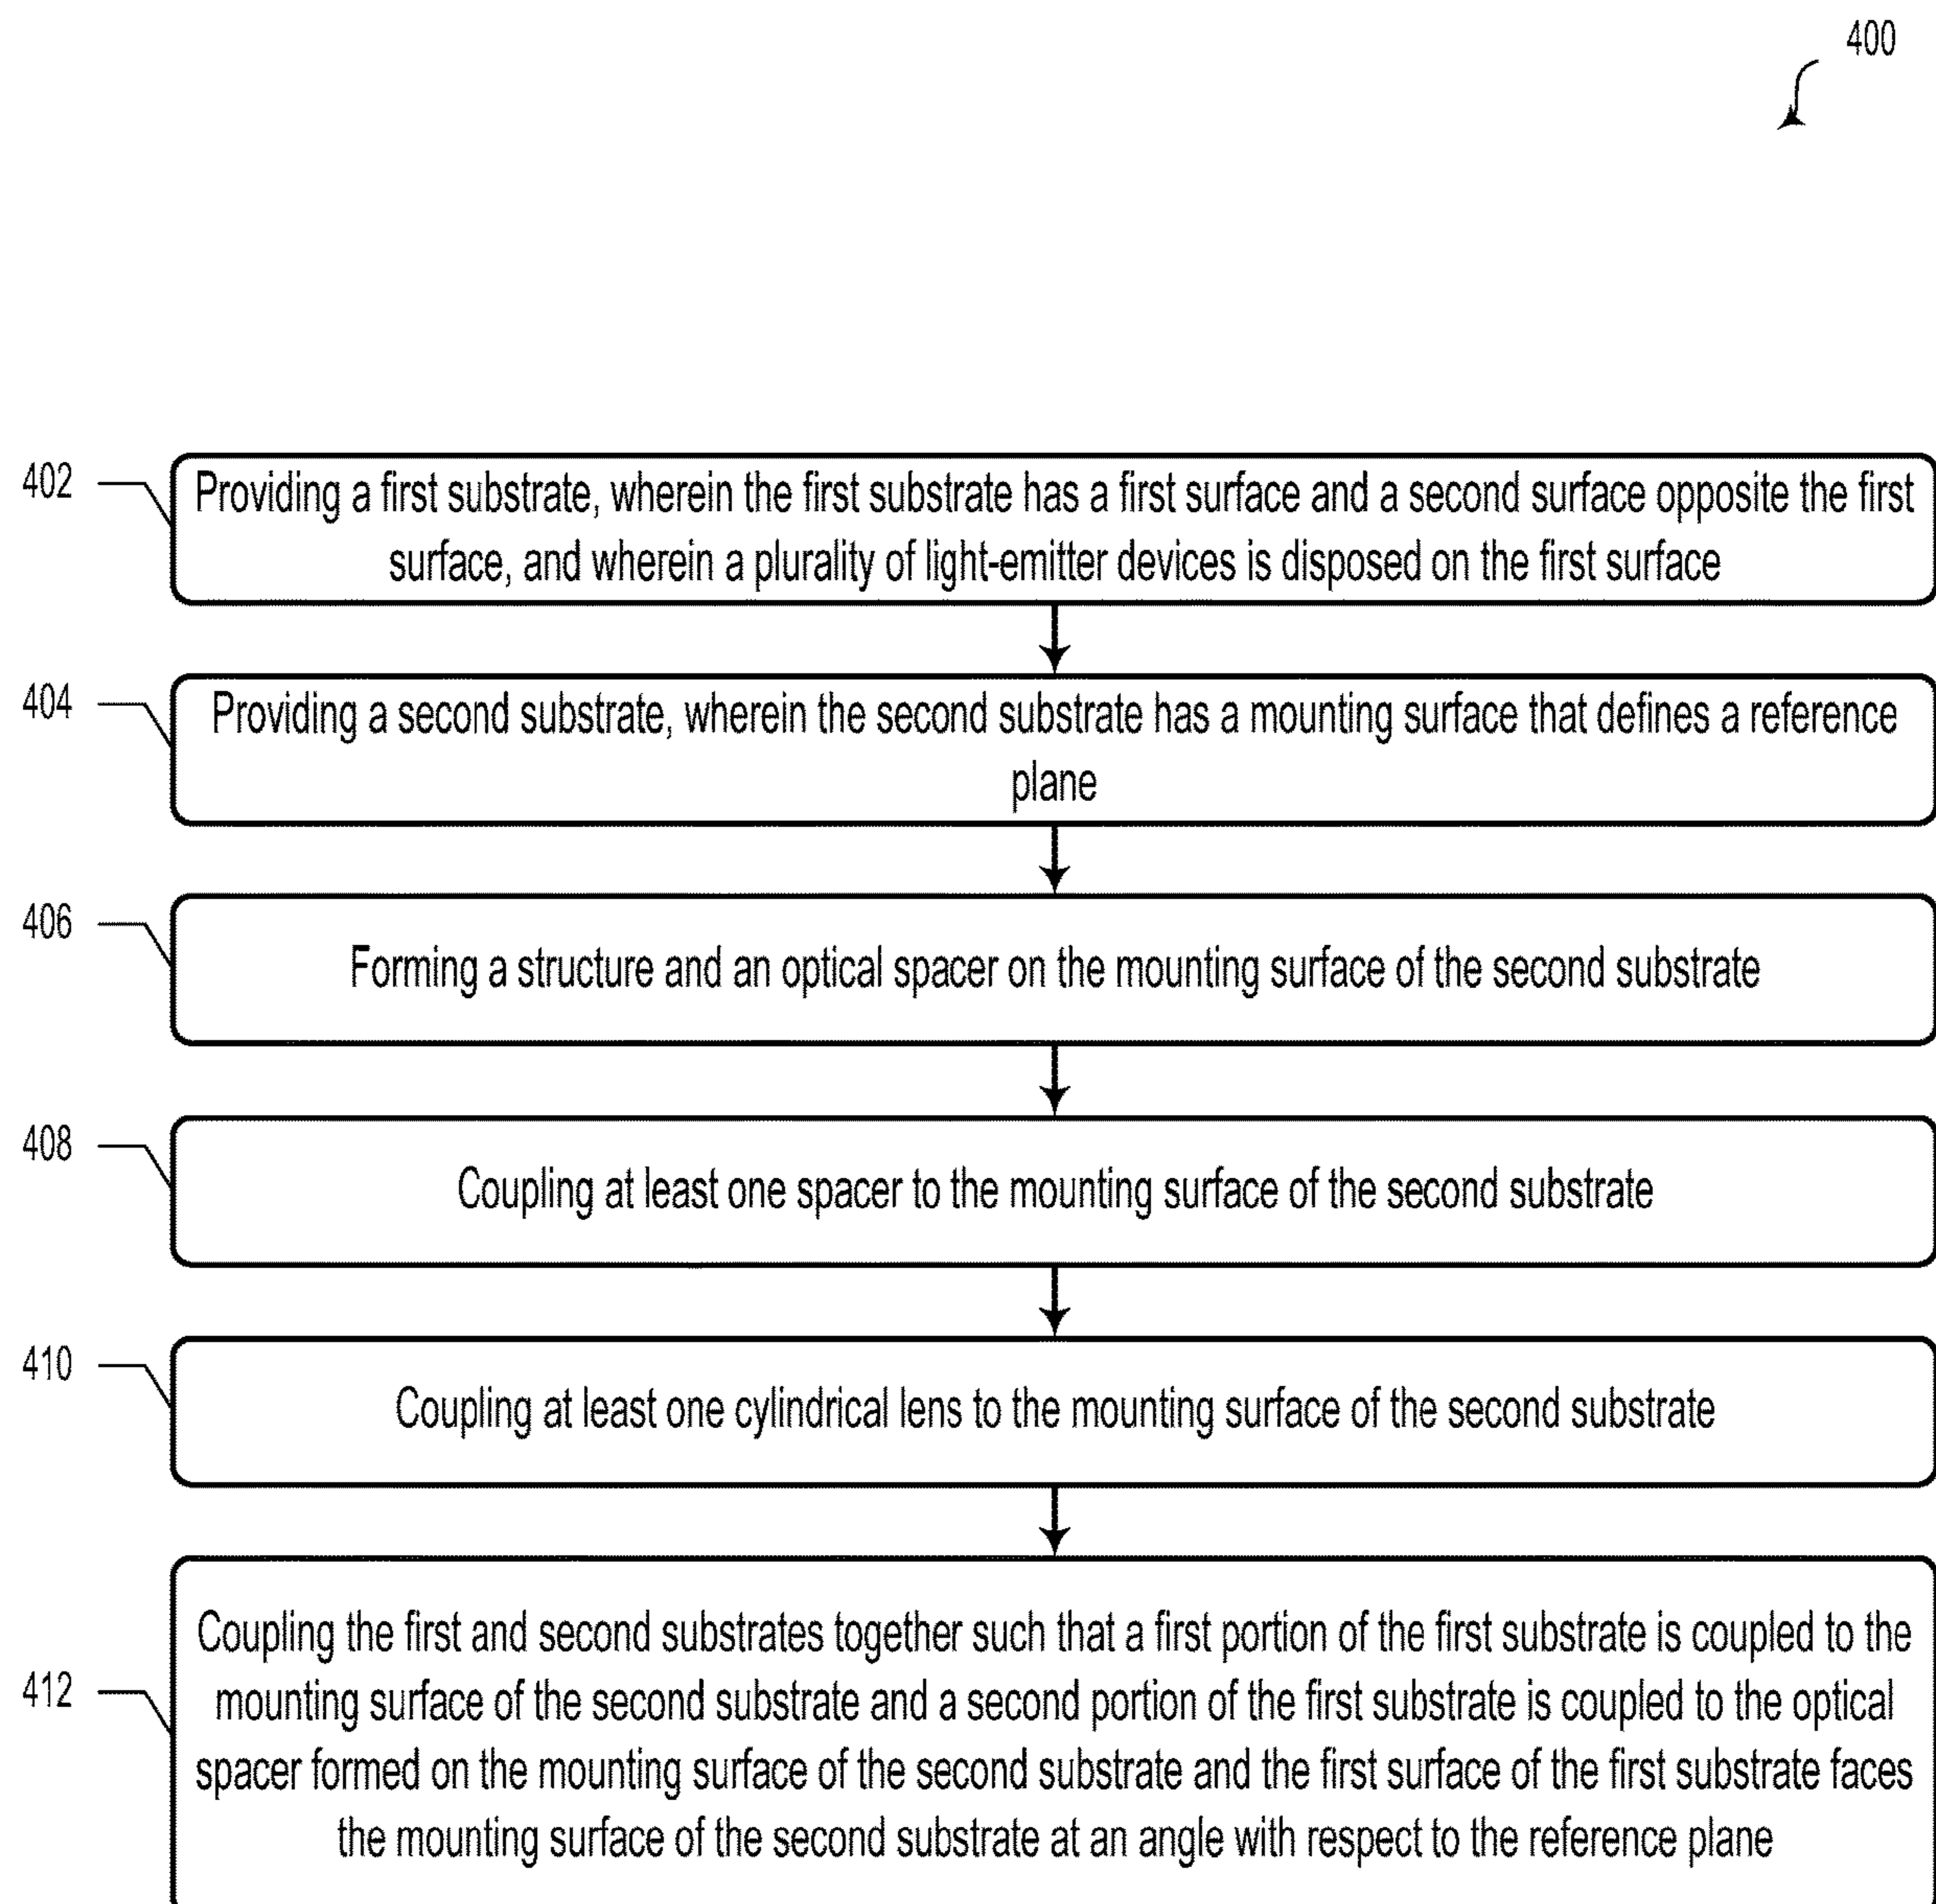 400
402
Providing a first substrate, wherein the first substrate has a first surface and a second surface opposite the first
surface, and wherein a plurality of light-emitter devices is disposed on the first surface
404
Providing a second substrate, wherein the second substrate has a mounting surface that defines a reference
plane
406
Forming a structure and an optical spacer on the mounting surface of the second substrate
408
Coupling at least one spacer to the mounting surface of the second substrate
410
Coupling at least one cylindrical lens to the mounting surface of the second substrate
412
Coupling the first and second substrates together such that a first portion of the first substrate is coupled to the
mounting surface of the second substrate and a second portion of the first substrate is coupled to the optical
spacer formed on the mounting surface of the second substrate and the first surface of the first substrate faces
the mounting surface of the second substrate at an angle with respect to the reference plane